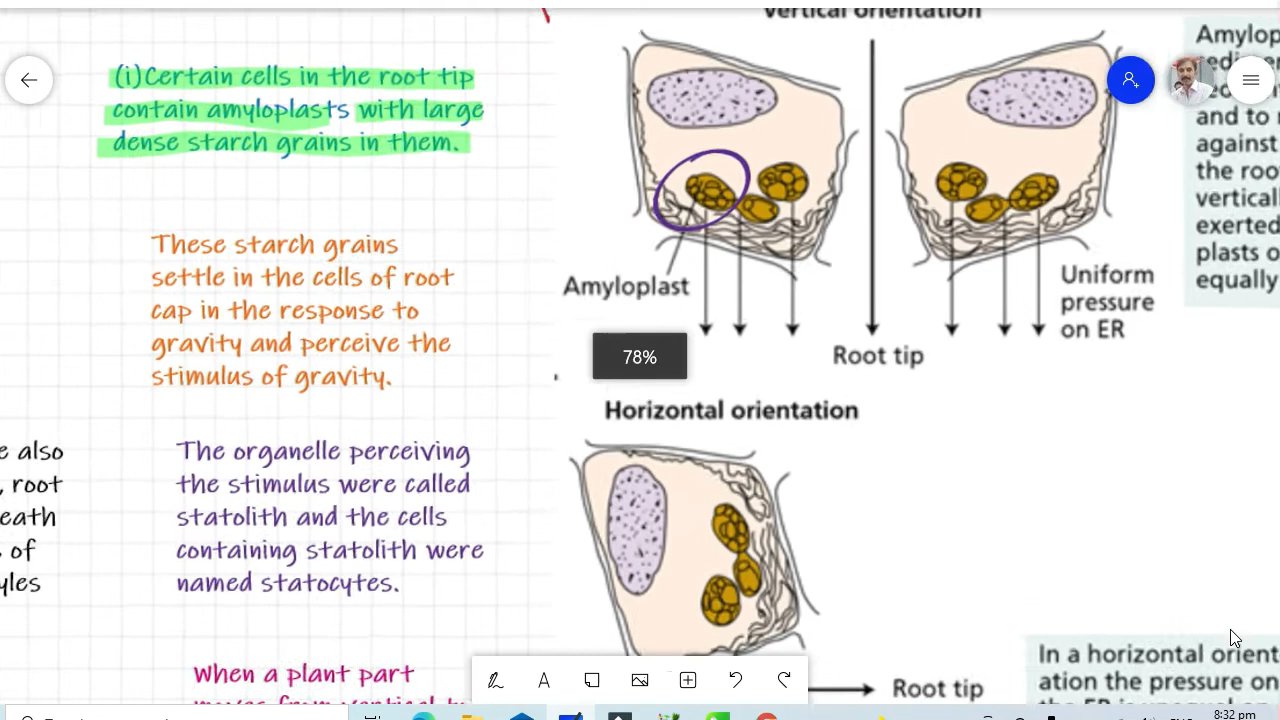 Vertical orientation
(i)Certain cells in the root tip
contain amyloplasts with large
dense starch grains in them.
These starch grains
settle in the cells of root
cap in the response to
gravity and perceive the
stimulus of gravity.
e also
, root
eath
of
yles
The organelle perceiving
the stimulus were called
statolith and the cells
containing statolith were
named statocytes.
When a plant part
Amyloplast
Uniform
pressure
on ER
Root tip
78%
Horizontal orientation
Root tip
Amylop
and to
against
the roo
vertical
exerted
plasts o
equally
In a horizontal orient
ation the pressure on
8:32 pm